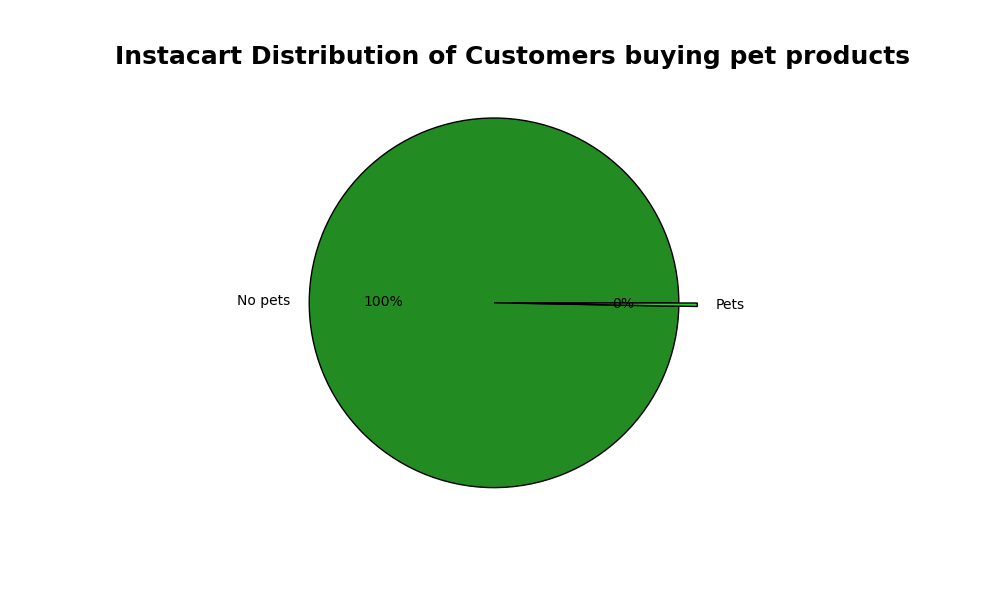 Instacart Distribution of Customers buying pet products
No pets
100%
0%
Pets